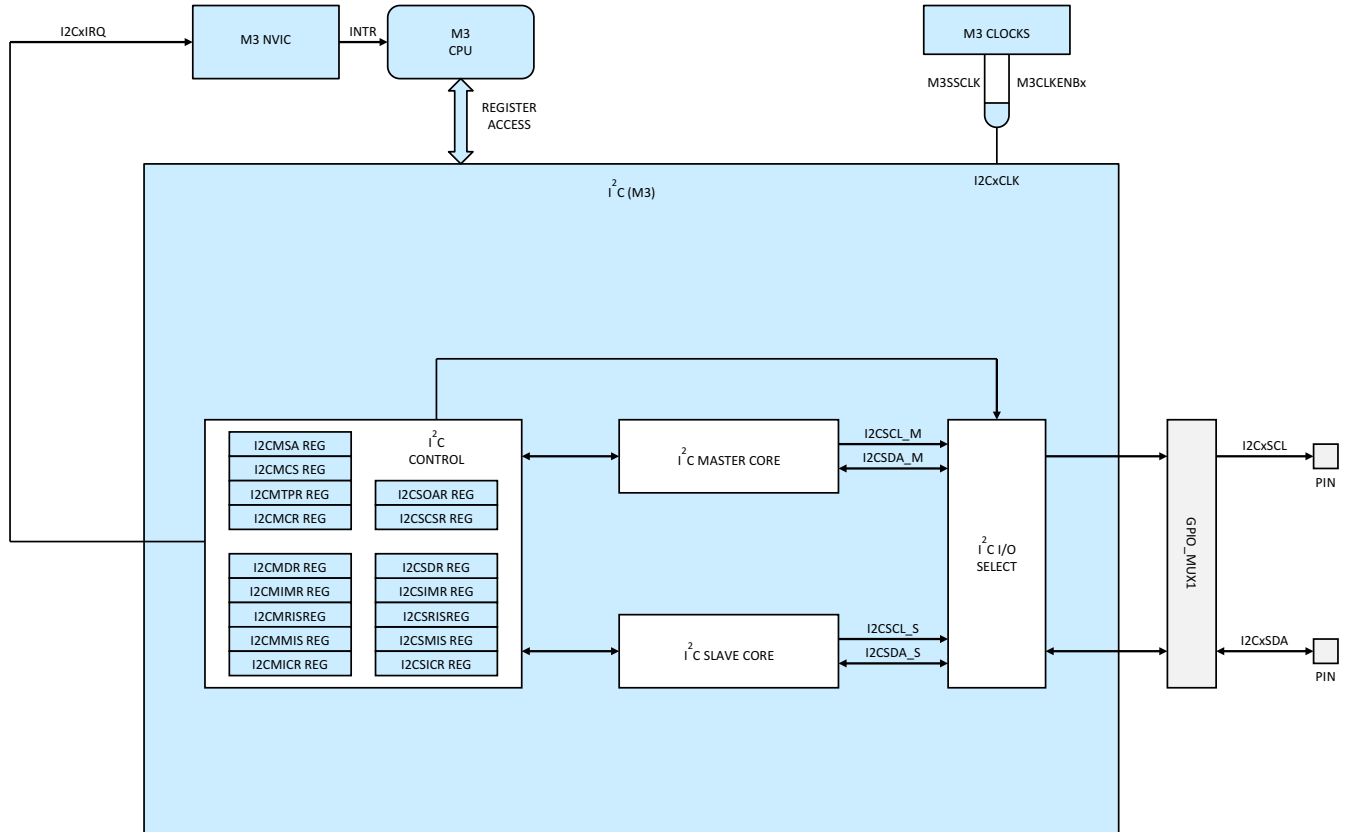 I2CxIRQ
M3 NVIC
INTR
M3
CPU
M3 CLOCKS
M3SSCLK
M3CLKENBx
REGISTER
ACCESS
I2CxCLK
I2C (M3)
I2CMSA REG
I2CMCS REG
I2CMTPR REG
I2CMCR REG
I2C
CONTROL
I2CSOAR REG
I2CSCSR REG
I2CMDR REG
I2CMIMR REG
I2CMRISREG
I2CMMIS REG
I2CMICR REG
I2CSDR REG
I2CSIMR REG
I2CSRISREG
I2CSMIS REG
I2CSICR REG
I2C MASTER CORE
I2CSCL_M
I2CSDA_M
I2C SLAVE CORE
I2CSCL_S
I2CSDA_S
I2C I/O
SELECT
GPIO_MUX1
I2CxSCL
PIN
I2CxSDA
PIN